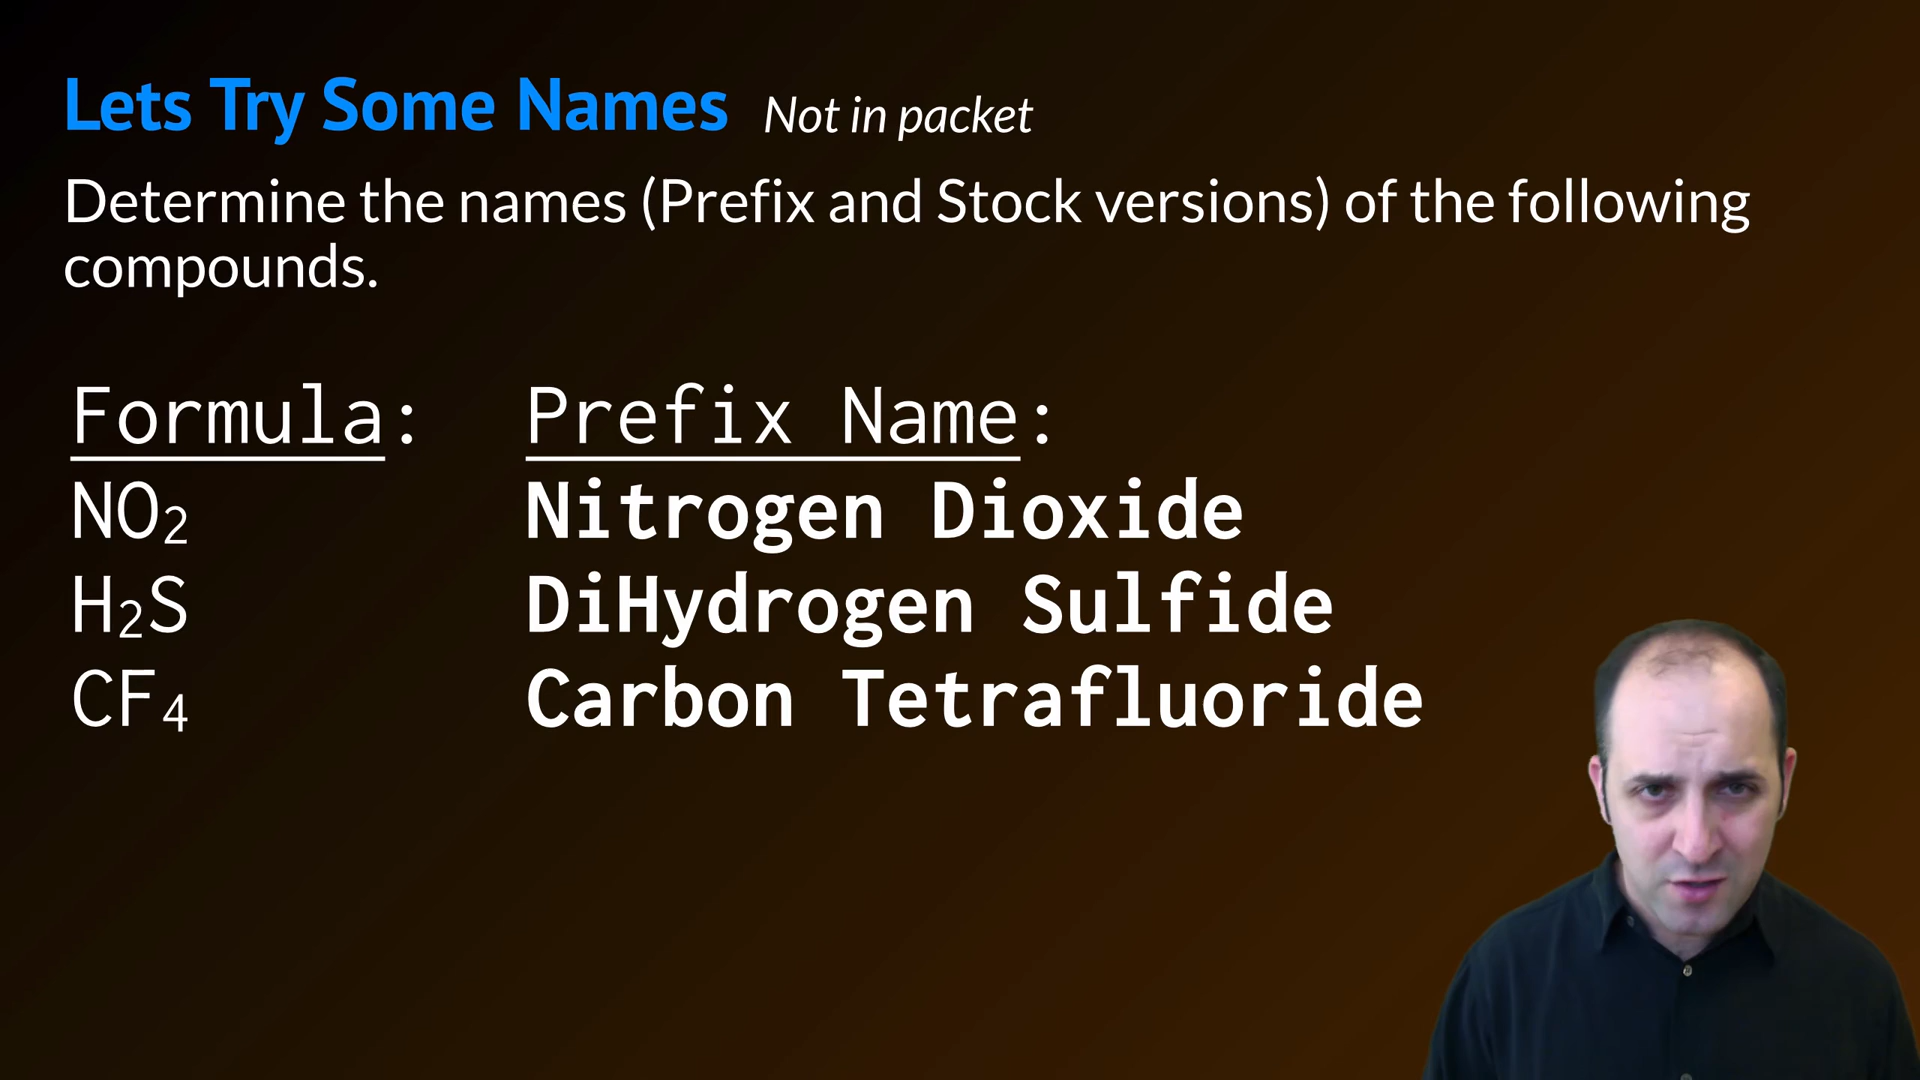 Lets Try Some Names Not in packet
Determine the names (Prefix and Stock versions) of the following
compounds.
Formula: Prefix Name:
NO₂ Nitrogen Dioxide
H₂S DiHydrogen Sulfide
CF₄ Carbon Tetrafluoride